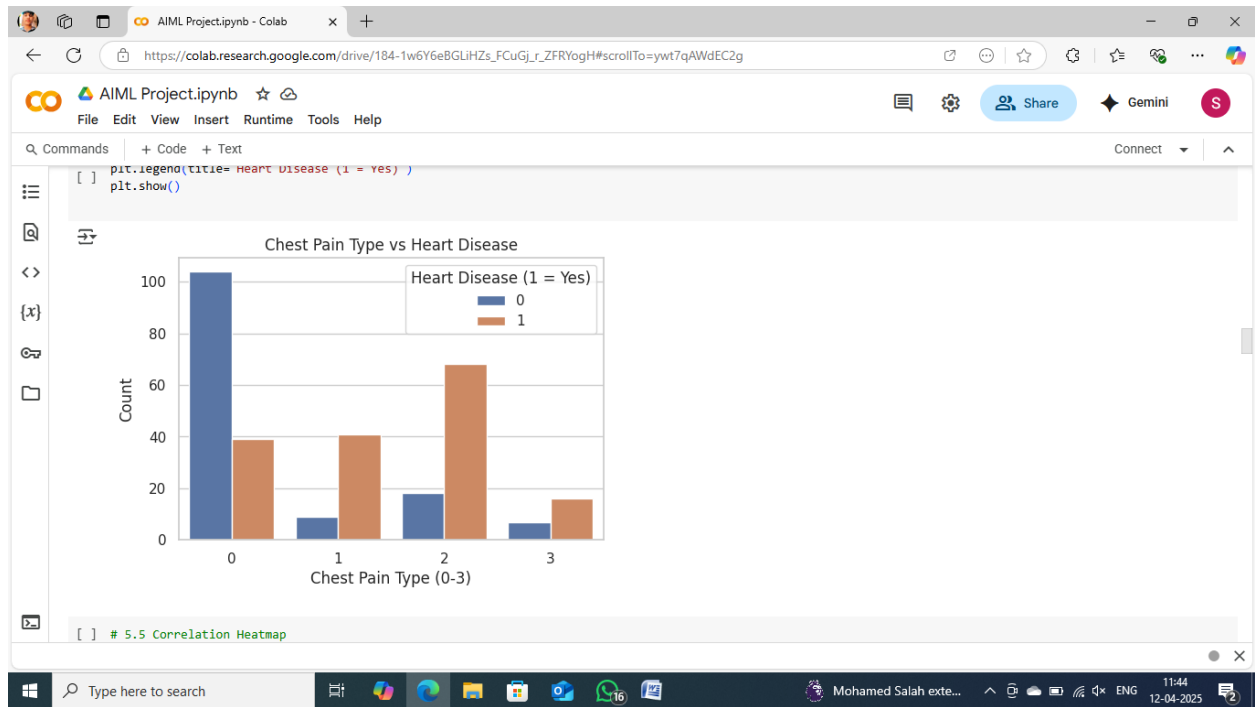 AIML Project.ipynb - Colab
https://colab.research.google.com/drive/184-1w6Y6eBGLiHZs_FCuGj_r_ZFRYogH#scrollTo=ywt7qAWdEC2g
CO AIML Project.ipynb
Share
Gemini
S
File Edit View Insert Runtime Tools Help
Commands + Code + Text
Connect
[ ] plt.legend(title= Heart Disease (1 = Yes) )
plt.show()
Chest Pain Type vs Heart Disease
Heart Disease (1 = Yes)
0
1
100
80
60
40
20
0
Count
0 1 2 3
Chest Pain Type (0-3)
[ ] # 5.5 Correlation Heatmap
Type here to search
16
Mohamed Salah exte...
ENG
11:44
12-04-2025
2